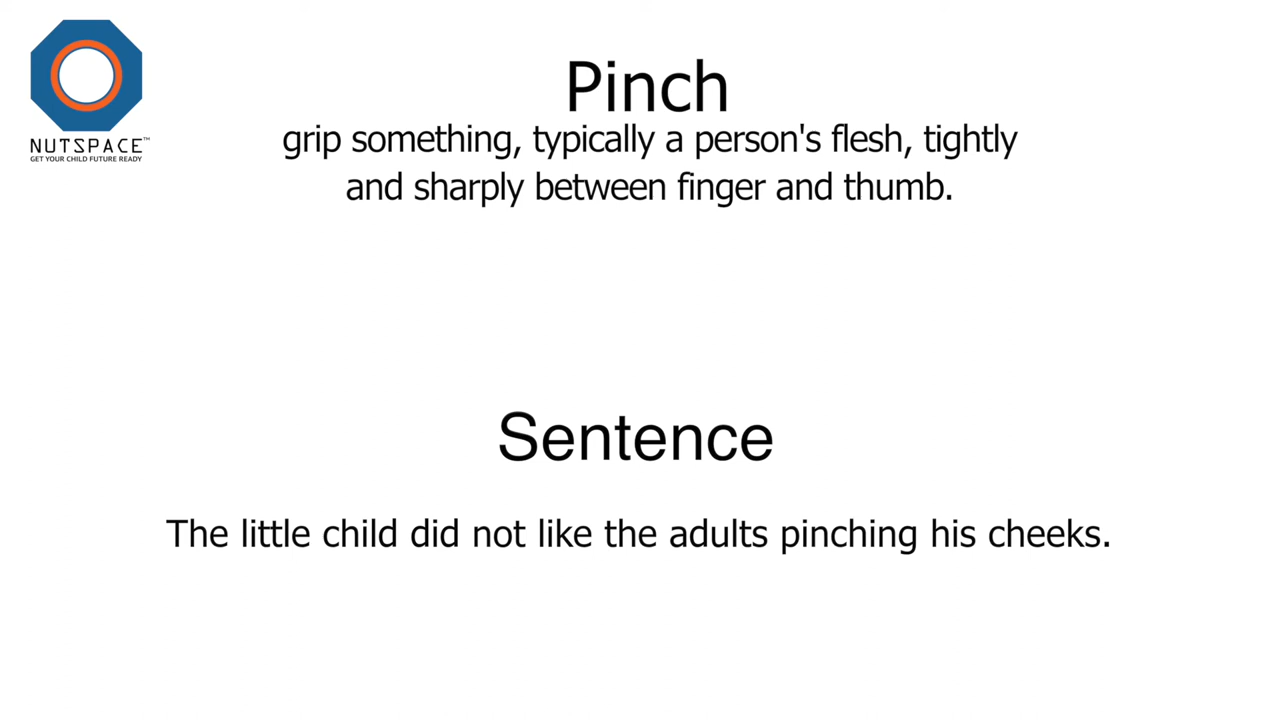 NUTSPACE™
GET YOUR CHILD FUTURE READY
Pinch
grip something, typically a person's flesh, tightly
and sharply between finger and thumb.
Sentence
The little child did not like the adults pinching his cheeks.